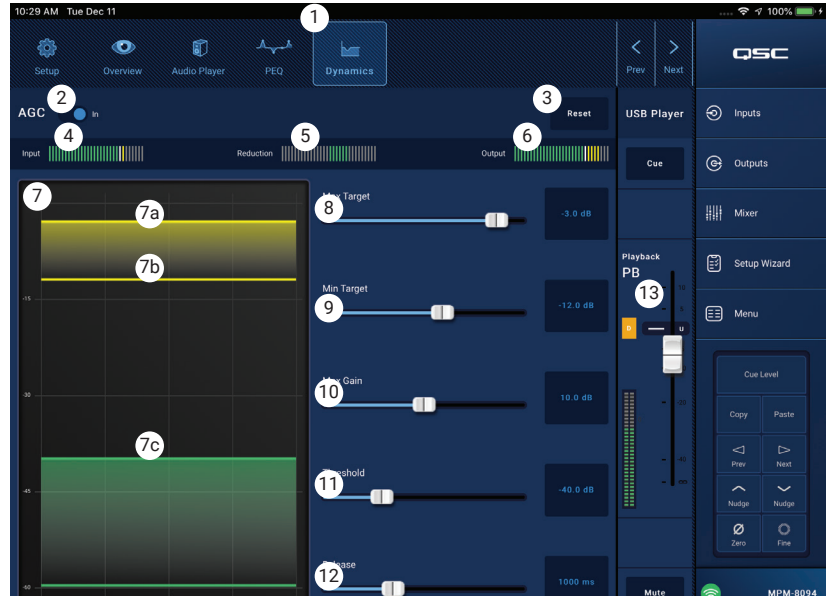 10:29 AM Tue Dec 11
100%
1
Setup
Overview
Audio Player
PEQ
Dynamics
Prev
Next
QSC
AGC
2
In
3
Reset
USB Player
Inputs
4
Input
5
Reduction
6
Output
Cue
Outputs
7
7a
7b
7c
-15
-30
-45
-60
Max Target
8
-3.0 dB
Min Target
9
-12.0 dB
Max Gain
10
10.0 dB
Threshold
11
-40.0 dB
Release
12
1000 ms
Playback
PB
13
10
5
U
-20
-40
Mute
Mixer
Setup Wizard
Menu
Cue Level
Copy
Paste
Prev
Next
Nudge
Nudge
Zero
Fine
MPM-8094